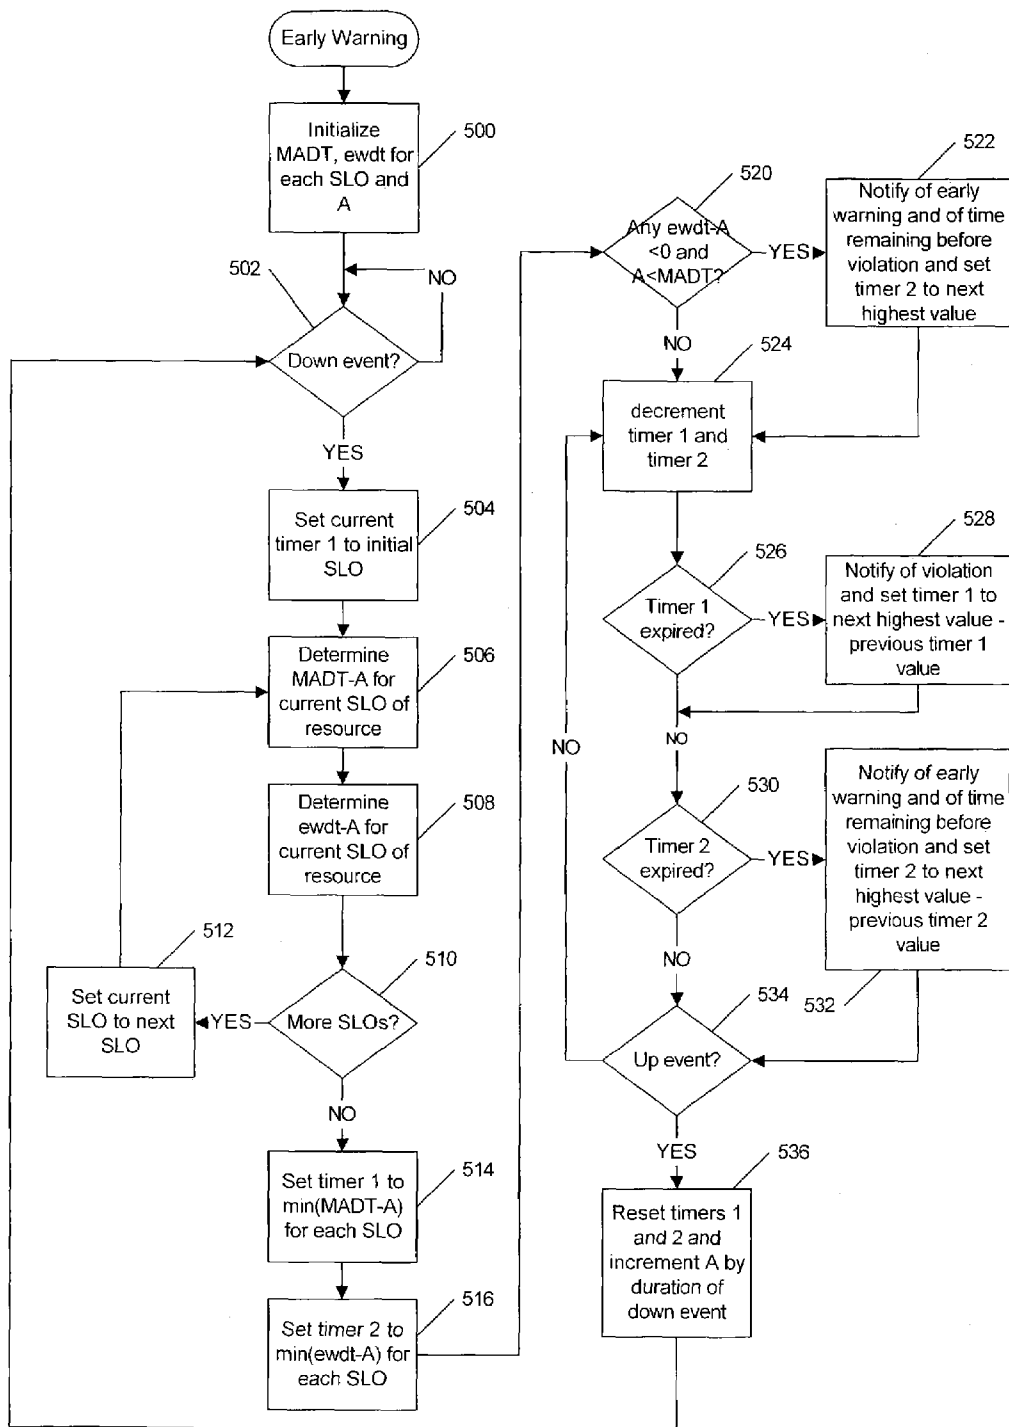 Early Warning
Initialize
MADT, ewdt for
each SLO and
A
500
NO
502
Down event?
YES
Set current
timer 1 to initial
SLO
504
Determine
MADT-A for
current SLO of
resource
506
Determine
ewdt-A for
current SLO of
resource
508
512
510
Set current
SLO to next
SLO
YES
More SLOs?
NO
Set timer 1 to
min(MADT-A)
for each SLO
514
Set timer 2 to
min(ewdt-A) for
each SLO
516
520
Any ewdt-A
<0 and
A<MADT?
YES
522
Notify of early
warning and of time
remaining before
violation and set
timer 2 to next
highest value
NO
524
decrement
timer 1 and
timer 2
526
Timer 1
expired?
YES
528
Notify of violation
and set timer 1 to
next highest value -
previous timer 1
value
NO
NO
530
Timer 2
expired?
YES
Notify of early
warning and of time
remaining before
violation and set
timer 2 to next
highest value -
previous timer 2
value
532
NO
534
Up event?
YES
536
Reset timers 1
and 2 and
increment A by
duration of
down event